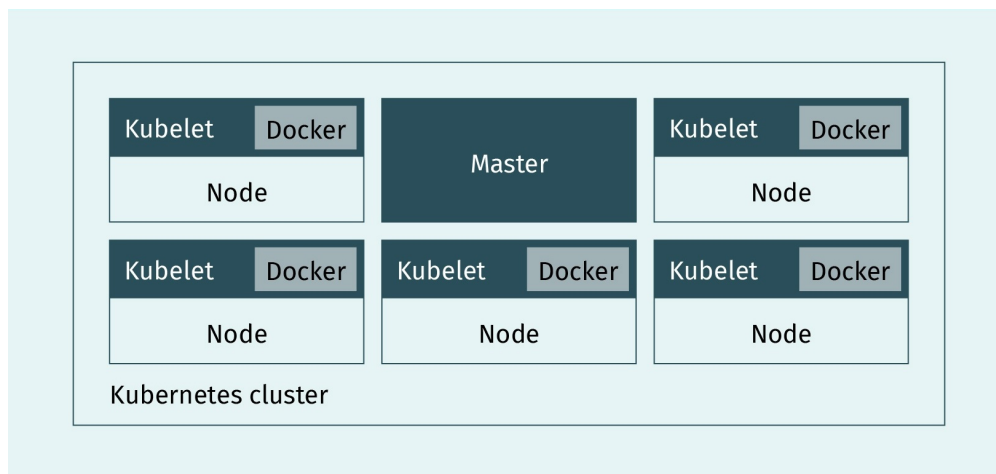 Kubelet Docker
Node
Master
Kubelet Docker
Node
Kubelet Docker
Node
Kubelet Docker
Node
Kubelet Docker
Node
Kubernetes cluster